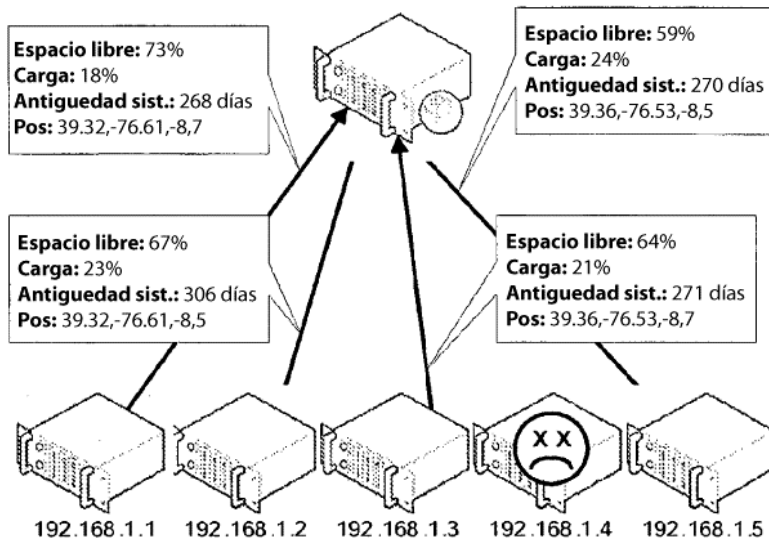 Espacio libre: 73%
Carga: 18%
Antiguedad sist.: 268 días
Pos: 39.32,-76.61,-8,7
Espacio libre: 59%
Carga: 24%
Antiguedad sist.: 270 días
Pos: 39.36,-76.53,-8,5
Espacio libre: 67%
Carga: 23%
Antiguedad sist.: 306 días
Pos: 39.32,-76.61,-8,5
Espacio libre: 64%
Carga: 21%
Antiguedad sist.: 271 días
Pos: 39.36,-76.53,-8,7
X X
192.168.1.1
192.168.1.2
192.168.1.3
192.168.1.4
192.168.1.5